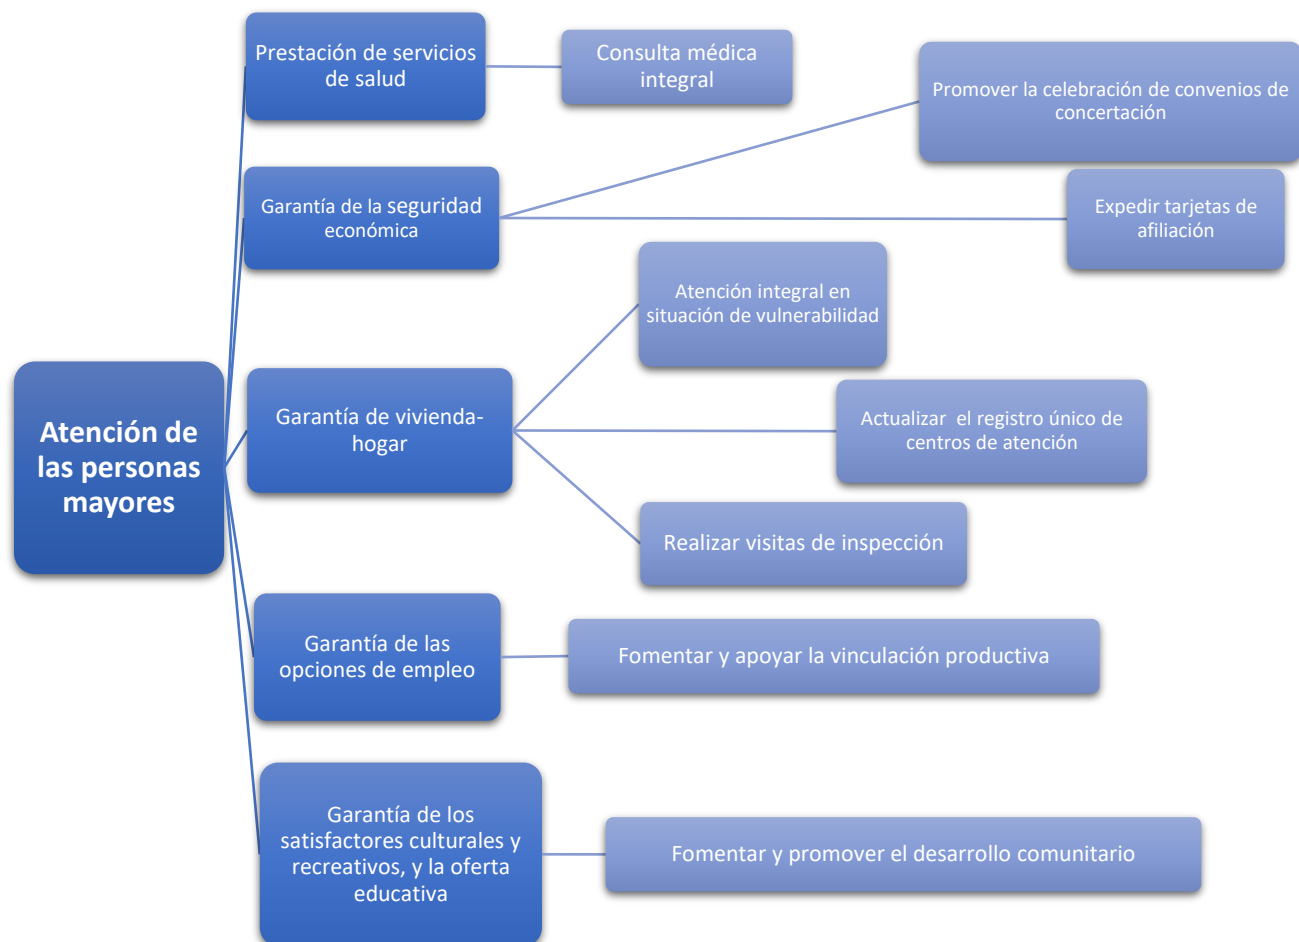 Prestación de servicios
de salud
Consulta médica
integral
Promover la celebración de convenios de
concertación
Garantía de la seguridad
económica
Expedir tarjetas de
afiliación
Atención integral en
situación de vulnerabilidad
Atención de
las personas
mayores
Garantía de vivienda-
hogar
Actualizar el registro único de
centros de atención
Realizar visitas de inspección
Garantía de las
opciones de empleo
Fomentar y apoyar la vinculación productiva
Garantía de los
satisfactores culturales y
recreativos, y la oferta
educativa
Fomentar y promover el desarrollo comunitario